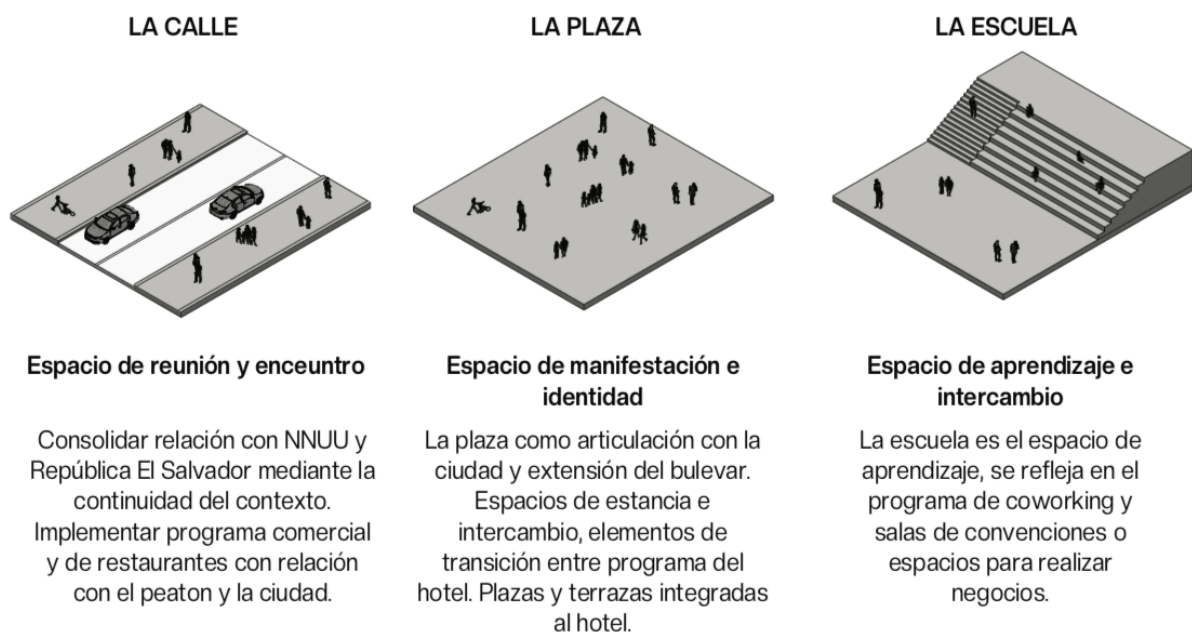 LA CALLE
Espacio de reunión y enceuntro
Consolidar relación con NNUU y
República El Salvador mediante la
continuidad del contexto.
Implementar programa comercial
y de restaurantes con relación
con el peaton y la ciudad.
LA PLAZA
Espacio de manifestación e
identidad
La plaza como articulación con la
ciudad y extensión del bulevar.
Espacios de estancia e
intercambio, elementos de
transición entre programa del
hotel. Plazas y terrazas integradas
al hotel.
LA ESCUELA
Espacio de aprendizaje e
intercambio
La escuela es el espacio de
aprendizaje, se refleja en el
programa de coworking y
salas de convenciones o
espacios para realizar
negocios.